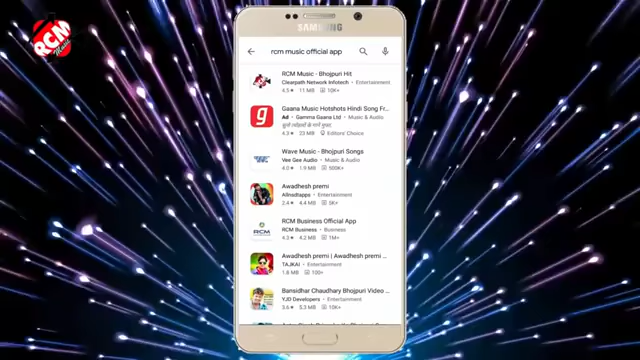 RCM
Music
SAMSUNG
rcm music official app
RCM Music - Bhojpuri Hit
Clearpath Network Infotech • Entertainment
4.5★ 11 MB 10K+
Gaana Music Hotshots Hindi Song Fr...
Ad • Gamma Gaana Ltd • Music & Audio
4.3★ 23 MB Editors' Choice
Wave Music - Bhojpuri Songs
Vee Gee Audio • Music & Audio
4.0★ 1.9 MB 500K+
Awadhesh premi
Allnadtapps • Entertainment
2.4★ 4.4 MB 5K+
RCM Business Official App
RCM Business • Business
4.3★ 4.2 MB 1M+
RCM
Awadhesh premi | Awadhesh premi ...
TAJKAI • Entertainment
1.8 MB 100+
Bansidhar Chaudhary Bhojpuri Video ...
YJD Developers • Entertainment
3.6★ 5.3 MB 10K+